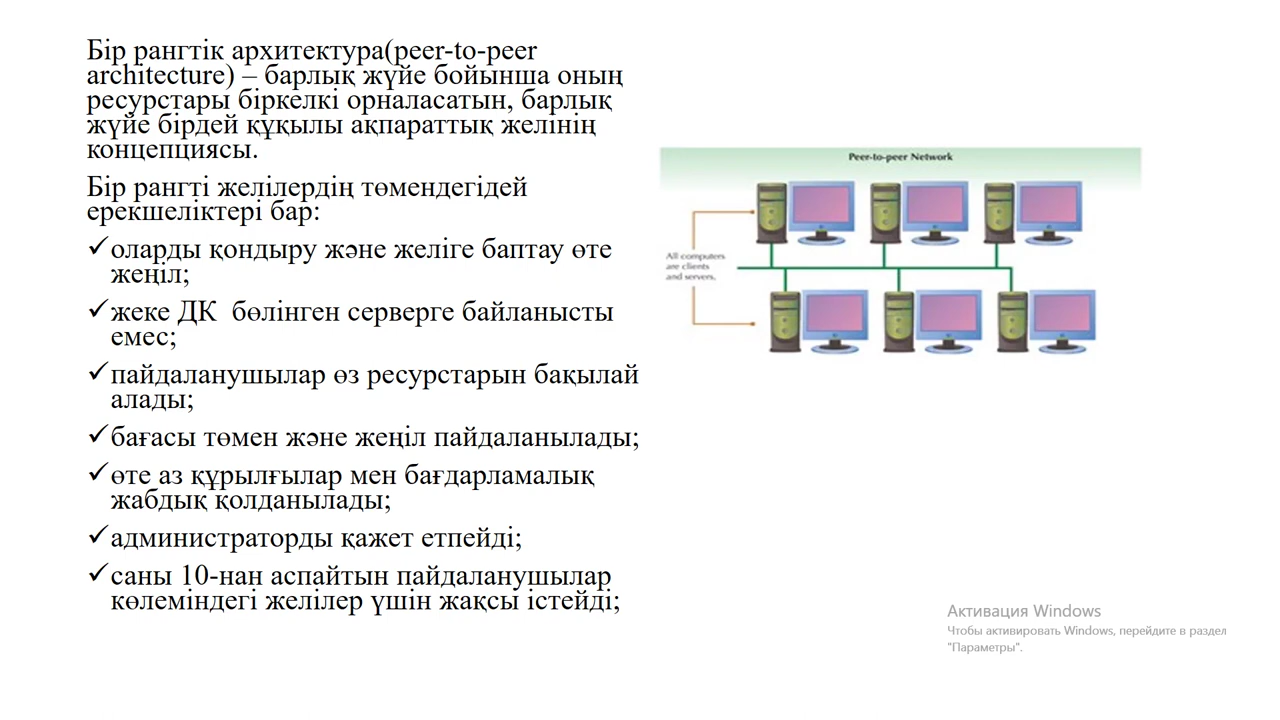 Бір рангтік архитектура(peer-to-peer
architecture) – барлық жүйе бойынша оның
ресурстары біркелкі орналасатын, барлық
жүйе бірдей құқылы ақпараттық желінің
концепциясы.
Бір рангті желілердің төмендегідей
ерекшеліктері бар:
✓оларды қондыру және желіге баптау өте
жеңіл;
✓жеке ДК  бөлінген серверге байланысты
емес;
✓пайдаланушылар өз ресурстарын бақылай
алады;
✓бағасы төмен және жеңіл пайдаланылады;
✓өте аз құрылғылар мен бағдарламалық
жабдық қолданылады;
✓администраторды қажет етпейді;
✓саны 10-нан аспайтын пайдаланушылар
көлеміндегі желілер үшін жақсы істейді;
Peer-to-peer Network
All computers
are clients
and servers.
Активация Windows
Чтобы активировать Windows, перейдите в раздел
"Параметры".